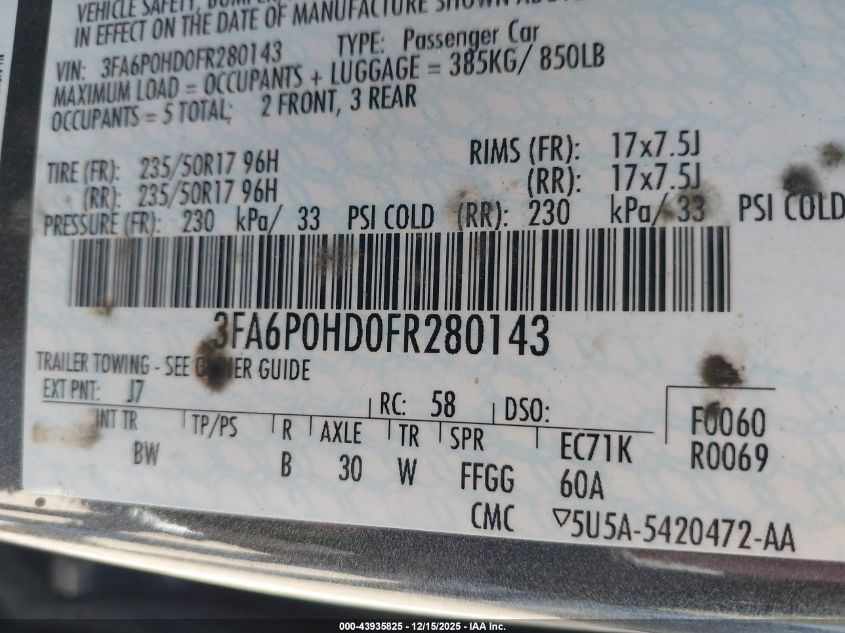 VEHICLE SAFETY,
IN EFFECT ON THE DATE OF MANUFACTURE SHOWN
VIN: 3FA6P0HD0FR280143 TYPE: Passenger Car
MAXIMUM LOAD = OCCUPANTS + LUGGAGE = 385KG/ 850LB
OCCUPANTS = 5 TOTAL; 2 FRONT, 3 REAR
TIRE (FR): 235/50R17 96H RIMS (FR): 17x7.5J
(RR): 235/50R17 96H (RR): 17x7.5J
PRESSURE (FR): 230 kPa/ 33 PSI COLD (RR): 230 kPa/ 33 PSI COLD
3FA6P0HD0FR280143
TRAILER TOWING - SEE OWNER GUIDE
EXT PNT: J7 RC: 58 DSO: F0060
INT TR TP/PS R AXLE TR SPR EC71K R0069
BW B 30 W FFGG 60A
CMC ▽5U5A-5420472-AA
000-43935825 - 12/15/2025 - IAA Inc.